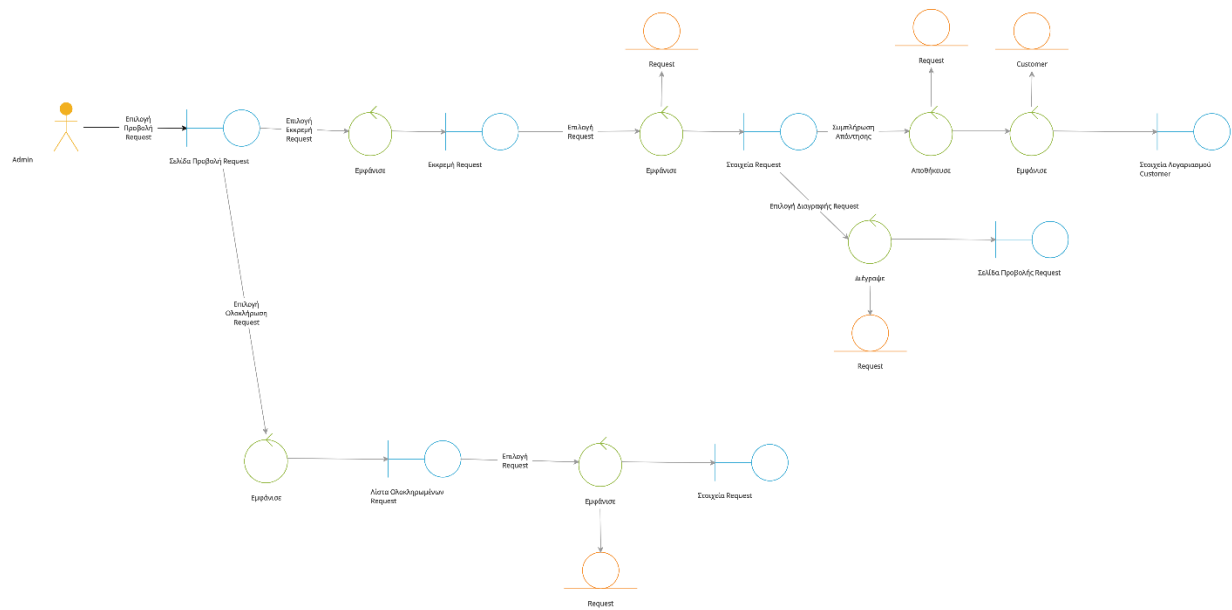 Request
Request
Customer
Admin
Επιλογή
Προβολή
Request
Σελίδα Προβολή Request
Επιλογή
Εκκρεμή
Request
Εμφάνισε
Εκκρεμή Request
Επιλογή
Request
Εμφάνισε
Στοιχεία Request
Συμπλήρωση
Απάντησης
Αποθήκευσε
Εμφάνισε
Στοιχεία Λογαριασμού
Customer
Επιλογή Διαγραφής Request
Διέγραψε
Σελίδα Προβολής Request
Request
Επιλογή
Ολοκλήρωση
Request
Εμφάνισε
Λίστα Ολοκληρωμένων
Request
Επιλογή
Request
Εμφάνισε
Στοιχεία Request
Request